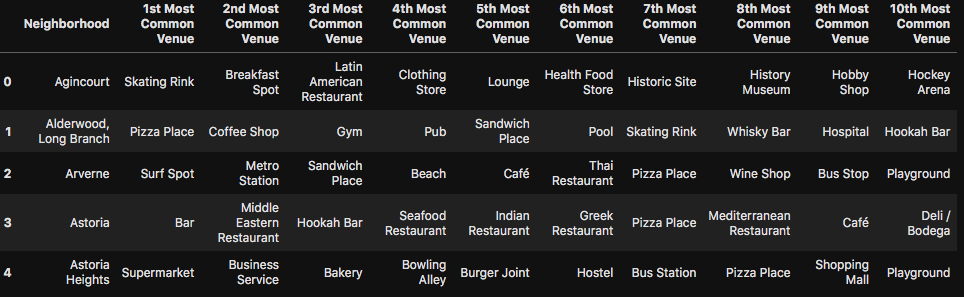 Neighborhood 1st Most Common Venue 2nd Most Common Venue 3rd Most Common Venue 4th Most Common Venue 5th Most Common Venue 6th Most Common Venue 7th Most Common Venue 8th Most Common Venue 9th Most Common Venue 10th Most Common Venue
0 Agincourt Skating Rink Breakfast Spot Latin American Restaurant Clothing Store Lounge Health Food Store Historic Site History Museum Hobby Shop Hockey Arena
1 Alderwood, Long Branch Pizza Place Coffee Shop Gym Pub Sandwich Place Pool Skating Rink Whisky Bar Hospital Hookah Bar
2 Arverne Surf Spot Metro Station Sandwich Place Beach Café Thai Restaurant Pizza Place Wine Shop Bus Stop Playground
3 Astoria Bar Middle Eastern Restaurant Hookah Bar Seafood Restaurant Indian Restaurant Greek Restaurant Pizza Place Mediterranean Restaurant Café Deli / Bodega
4 Astoria Heights Supermarket Business Service Bakery Bowling Alley Burger Joint Hostel Bus Station Pizza Place Shopping Mall Playground